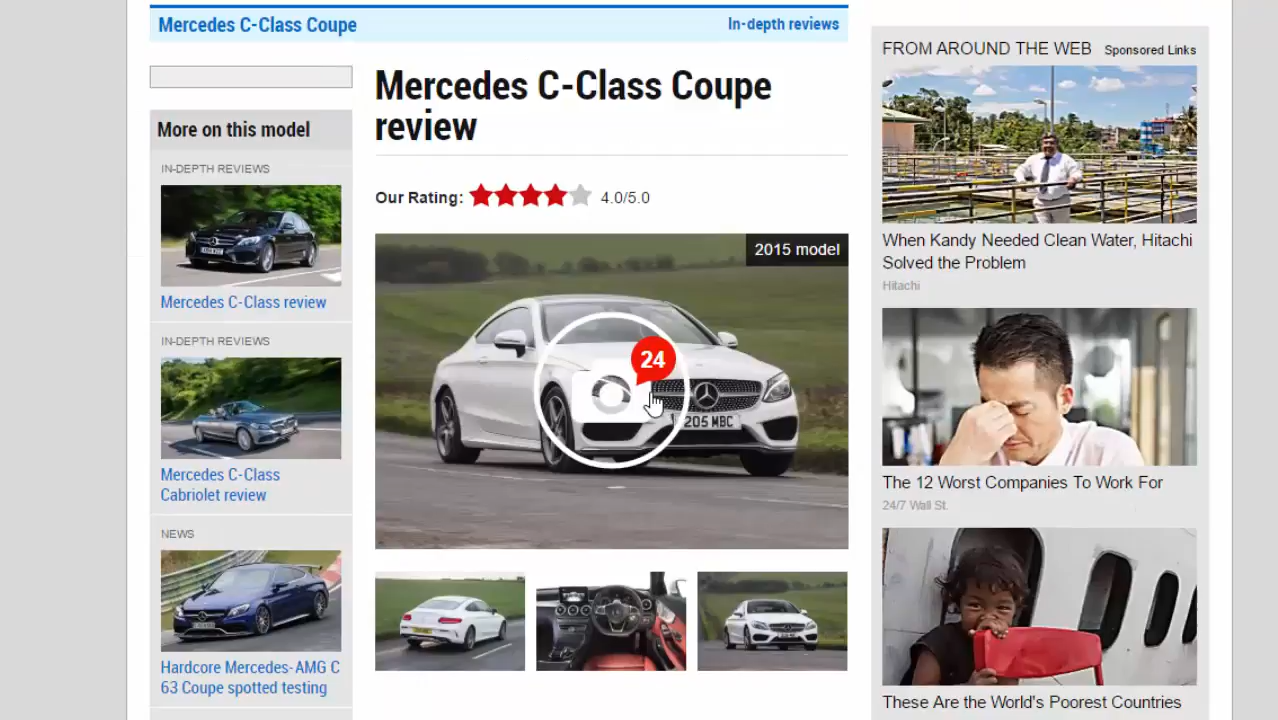 Mercedes C-Class Coupe
In-depth reviews
More on this model
IN-DEPTH REVIEWS
Mercedes C-Class review
IN-DEPTH REVIEWS
Mercedes C-Class
Cabriolet review
NEWS
Hardcore Mercedes-AMG C
63 Coupe spotted testing
Mercedes C-Class Coupe
review
Our Rating:
4.0/5.0
2015 model
24
205 MBC
FROM AROUND THE WEB
Sponsored Links
When Kandy Needed Clean Water, Hitachi
Solved the Problem
Hitachi
The 12 Worst Companies To Work For
24/7 Wall St.
These Are the World's Poorest Countries